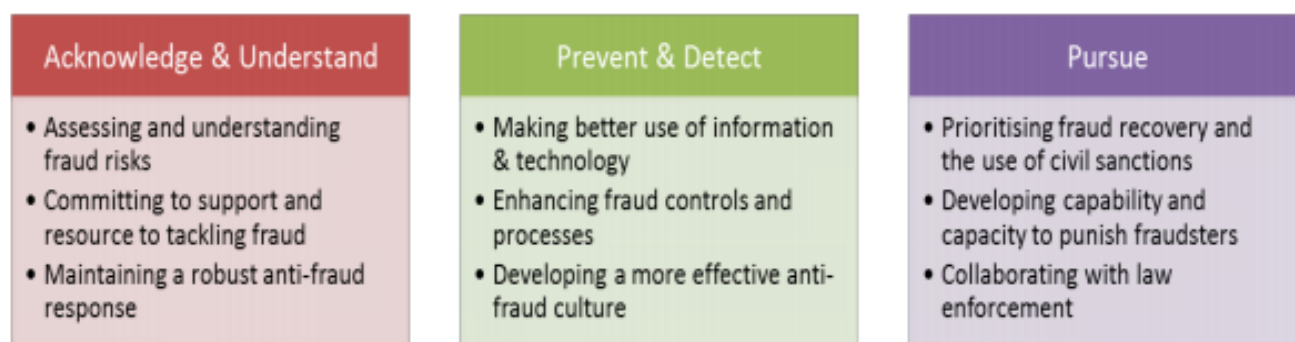 Acknowledge & Understand
• Assessing and understanding
fraud risks
• Committing to support and
resource to tackling fraud
• Maintaining a robust anti-fraud
response
Prevent & Detect
• Making better use of information
& technology
• Enhancing fraud controls and
processes
• Developing a more effective anti-
fraud culture
Pursue
• Prioritising fraud recovery and
the use of civil sanctions
• Developing capability and
capacity to punish fraudsters
• Collaborating with law
enforcement